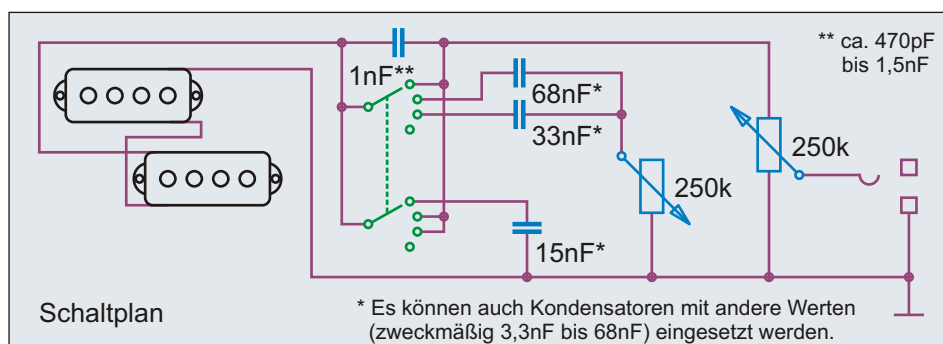 ** ca. 470pF
bis 1,5nF
1nF**
68nF*
33nF*
250k
250k
15nF*
Schaltplan
* Es können auch Kondensatoren mit andere Werten
(zweckmäßig 3,3nF bis 68nF) eingesetzt werden.